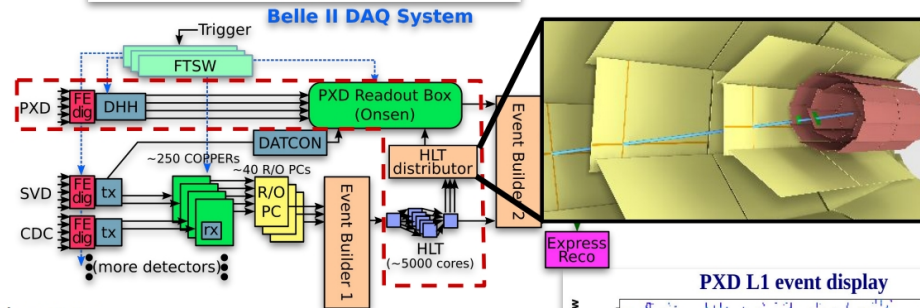 Belle II DAQ System
Trigger
FTSW
PXD
FE
dig
DHH
PXD Readout Box
(Onsen)
DATCON
HLT
distributor
Event Builder 2
~250 COPPERs
~40 R/O PCs
SVD
FE
dig
tx
R/O
PC
Event Builder 1
CDC
FE
dig
tx
rx
HLT
(~5000 cores)
(more detectors)
Express
Reco
PXD L1 event display